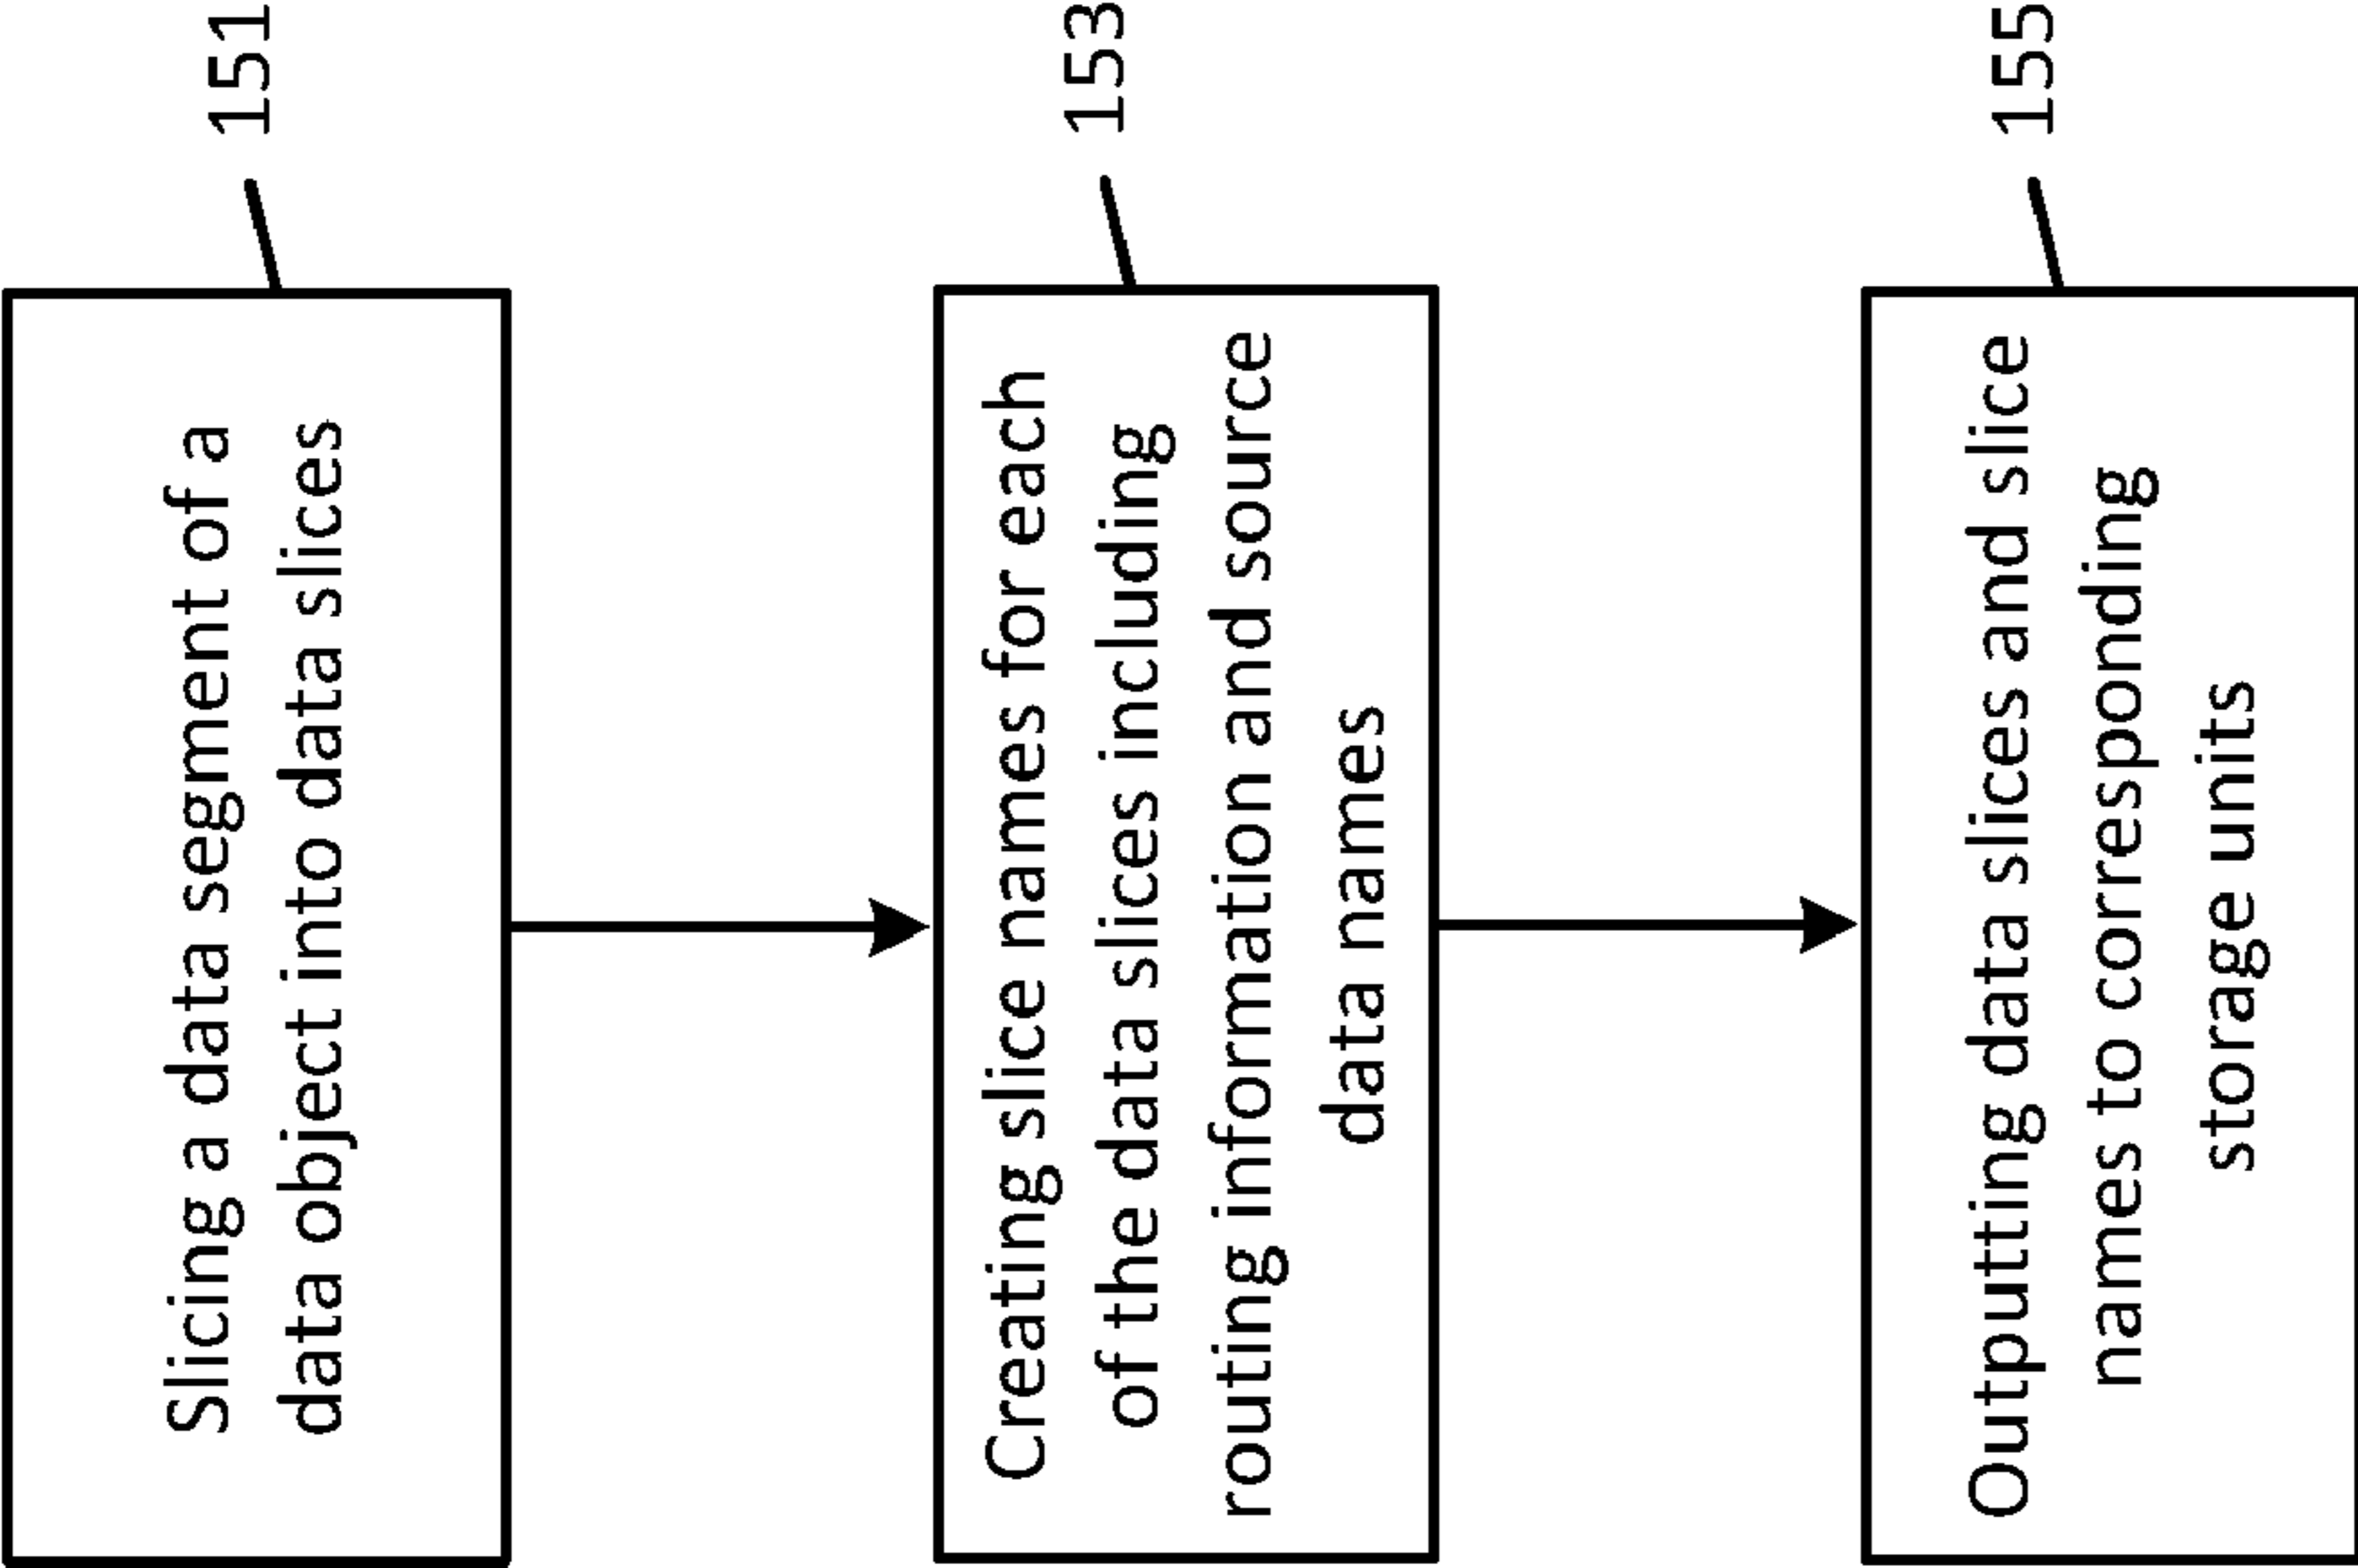 Slicing a data segment of a
data object into data slices
151
Creating slice names for each
of the data slices including
routing information and source
data names
153
Outputting data slices and slice
names to corresponding
storage units
155